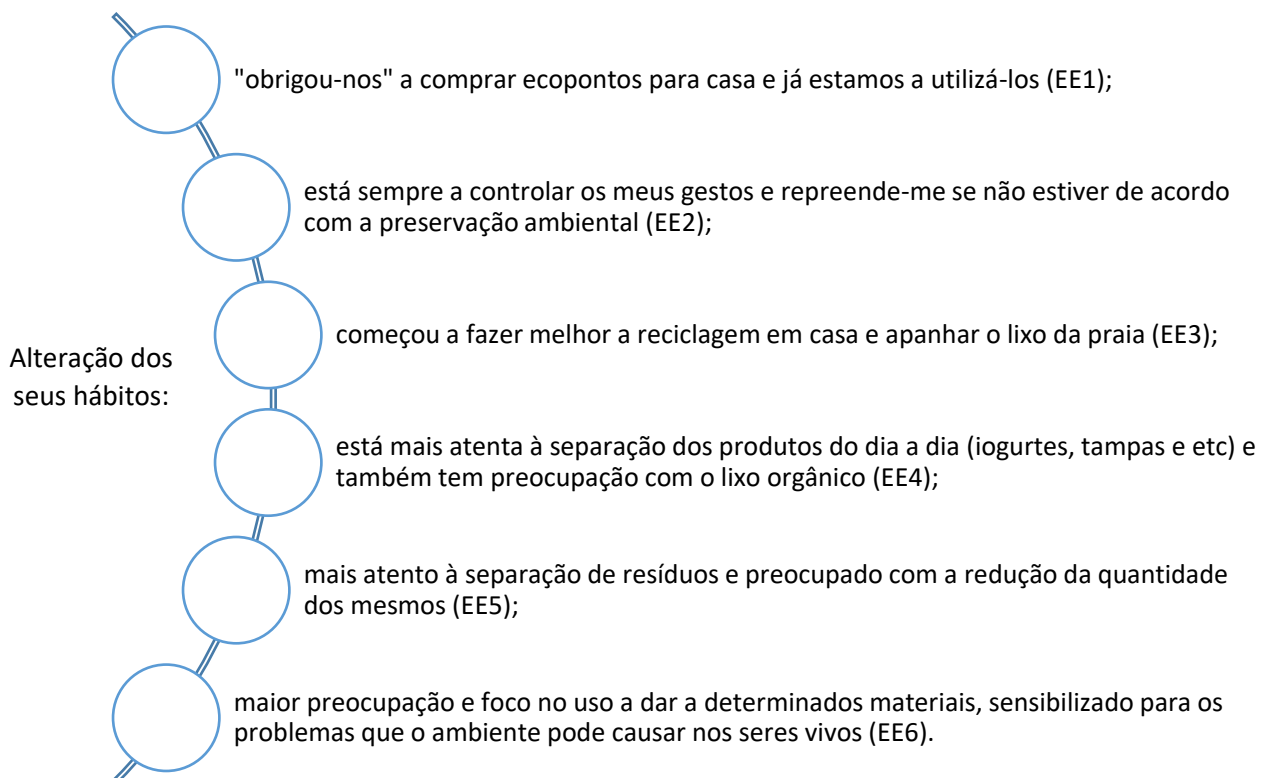 "obrigou-nos" a comprar ecopontos para casa e já estamos a utilizá-los (EE1);
está sempre a controlar os meus gestos e repreende-me se não estiver de acordo
com a preservação ambiental (EE2);
começou a fazer melhor a reciclagem em casa e apanhar o lixo da praia (EE3);
Alteração dos
seus hábitos:
está mais atenta à separação dos produtos do dia a dia (iogurtes, tampas e etc) e
também tem preocupação com o lixo orgânico (EE4);
mais atento à separação de resíduos e preocupado com a redução da quantidade
dos mesmos (EE5);
maior preocupação e foco no uso a dar a determinados materiais, sensibilizado para os
problemas que o ambiente pode causar nos seres vivos (EE6).